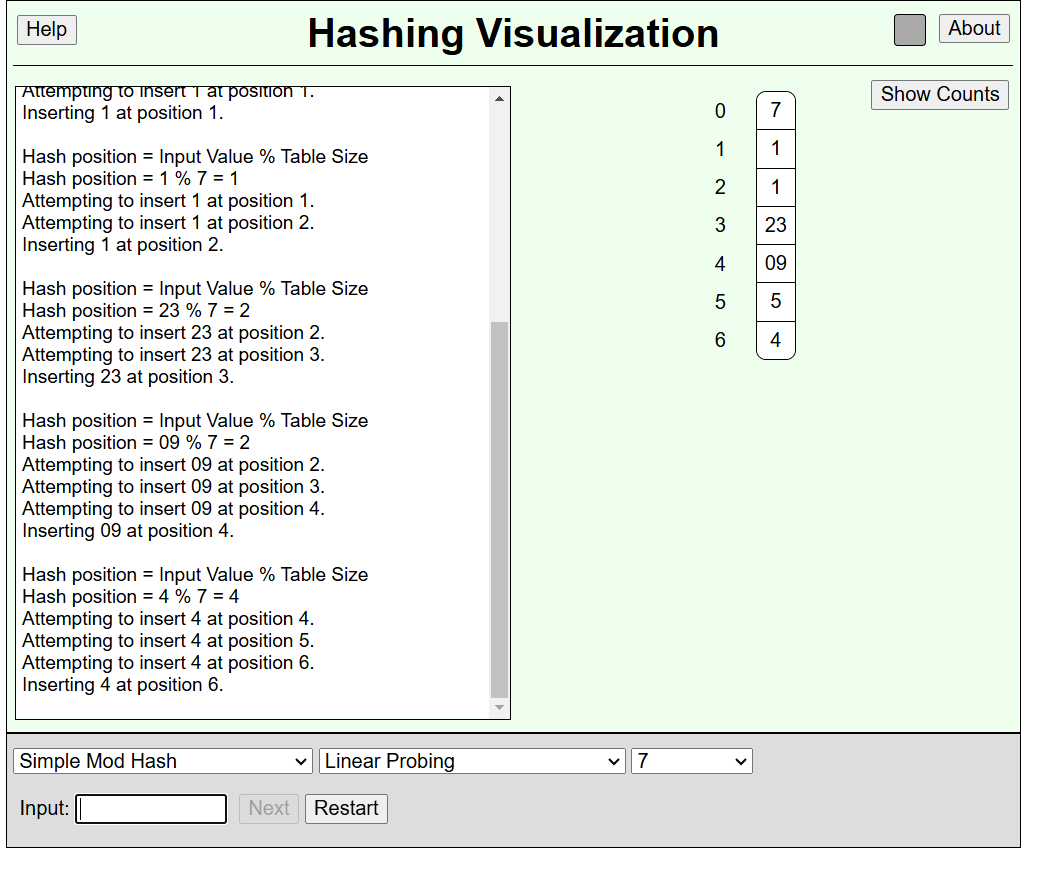 Help
Hashing Visualization
About
Attempting to insert 1 at position 1.
Inserting 1 at position 1.
Hash position = Input Value % Table Size
Hash position = 1 % 7 = 1
Attempting to insert 1 at position 1.
Attempting to insert 1 at position 2.
Inserting 1 at position 2.
Hash position = Input Value % Table Size
Hash position = 23 % 7 = 2
Attempting to insert 23 at position 2.
Attempting to insert 23 at position 3.
Inserting 23 at position 3.
Hash position = Input Value % Table Size
Hash position = 09 % 7 = 2
Attempting to insert 09 at position 2.
Attempting to insert 09 at position 3.
Attempting to insert 09 at position 4.
Inserting 09 at position 4.
Hash position = Input Value % Table Size
Hash position = 4 % 7 = 4
Attempting to insert 4 at position 4.
Attempting to insert 4 at position 5.
Attempting to insert 4 at position 6.
Inserting 4 at position 6.
Show Counts
0 7
1 1
2 1
3 23
4 09
5 5
6 4
Simple Mod Hash Linear Probing 7
Input: Next Restart